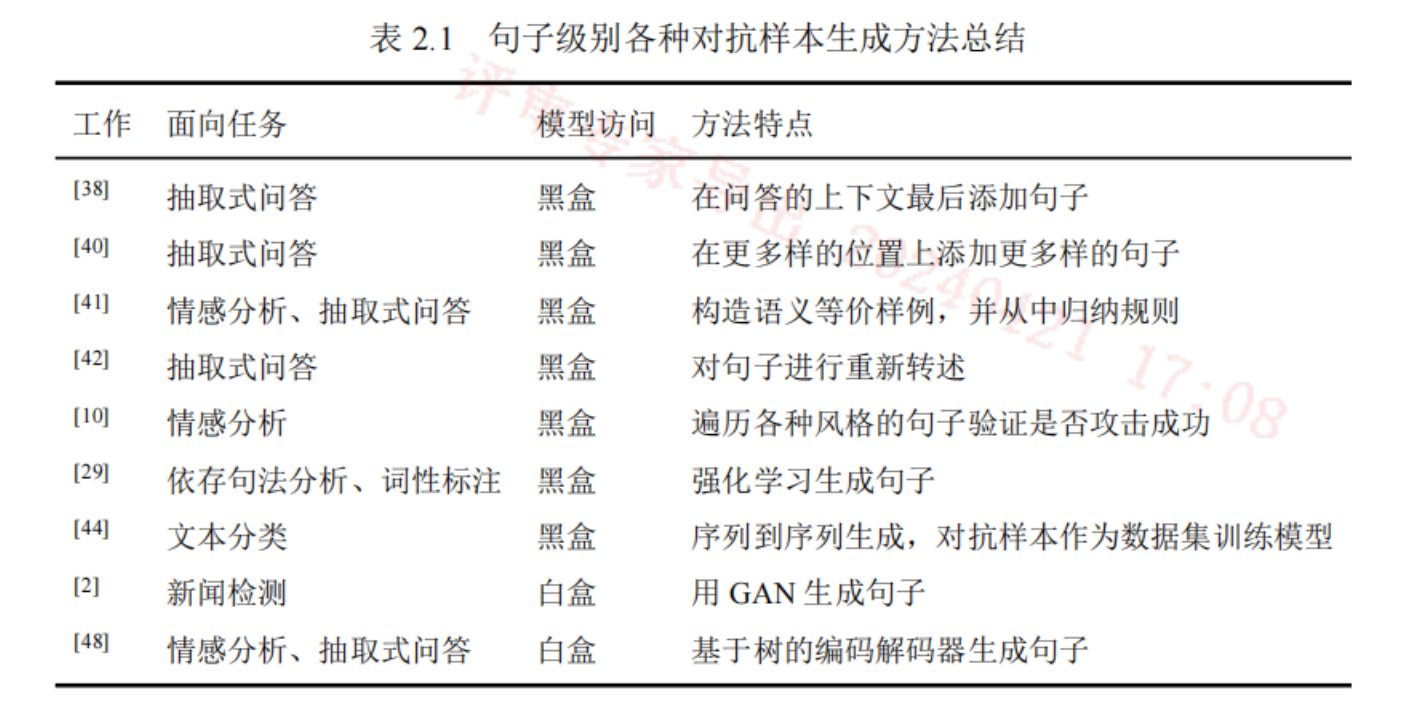 表 2.1 句子级别各种对抗样本生成方法总结
工作 面向任务 模型访问 方法特点
[38] 抽取式问答 黑盒 在问答的上下文最后添加句子
[40] 抽取式问答 黑盒 在更多样的位置上添加更多样的句子
[41] 情感分析、抽取式问答 黑盒 构造语义等价样例，并从中归纳规则
[42] 抽取式问答 黑盒 对句子进行重新转述
[10] 情感分析 黑盒 遍历各种风格的句子验证是否攻击成功
[29] 依存句法分析、词性标注 黑盒 强化学习生成句子
[44] 文本分类 黑盒 序列到序列生成，对抗样本作为数据集训练模型
[2] 新闻检测 白盒 用 GAN 生成句子
[48] 情感分析、抽取式问答 白盒 基于树的编码解码器生成句子
评审专家导出 20240121 17:08